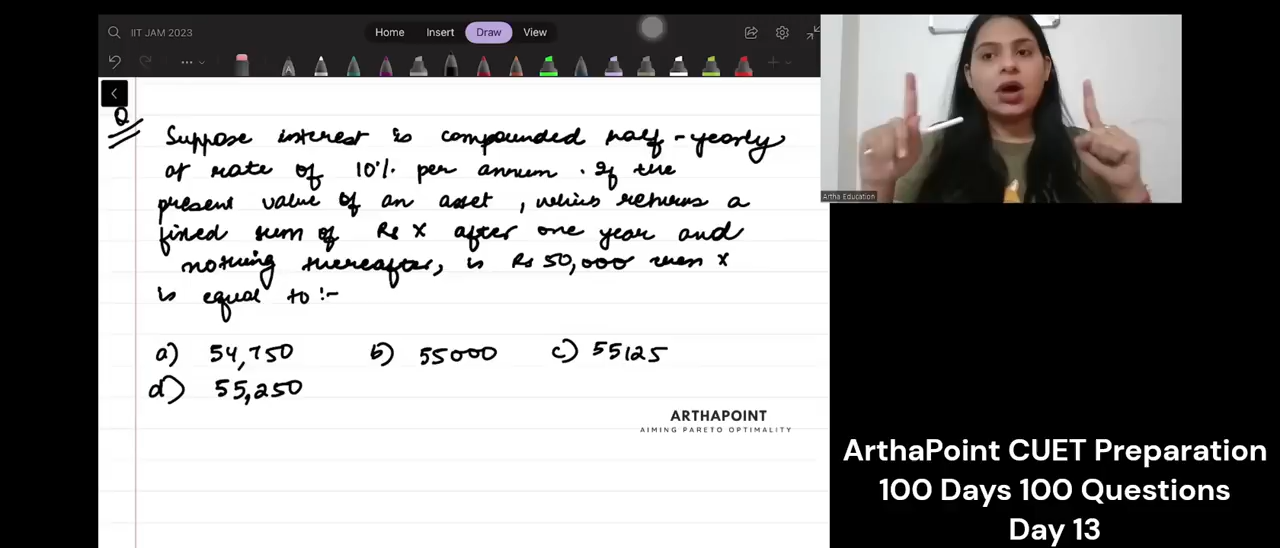 IIT JAM 2023
Home Insert Draw View
Q
Suppose interest is compounded half-yearly
at rate of 10% per annum. If the
present value of an asset, which returns a
fixed sum of Rs X after one year and
nothing thereafter, is Rs 50,000 then X
is equal to :-
a) 54,750 b) 55000 c) 55125
d) 55,250
ARTHAPOINT
AIMING PARETO OPTIMALITY
Artha Education
ArthaPoint CUET Preparation
100 Days 100 Questions
Day 13